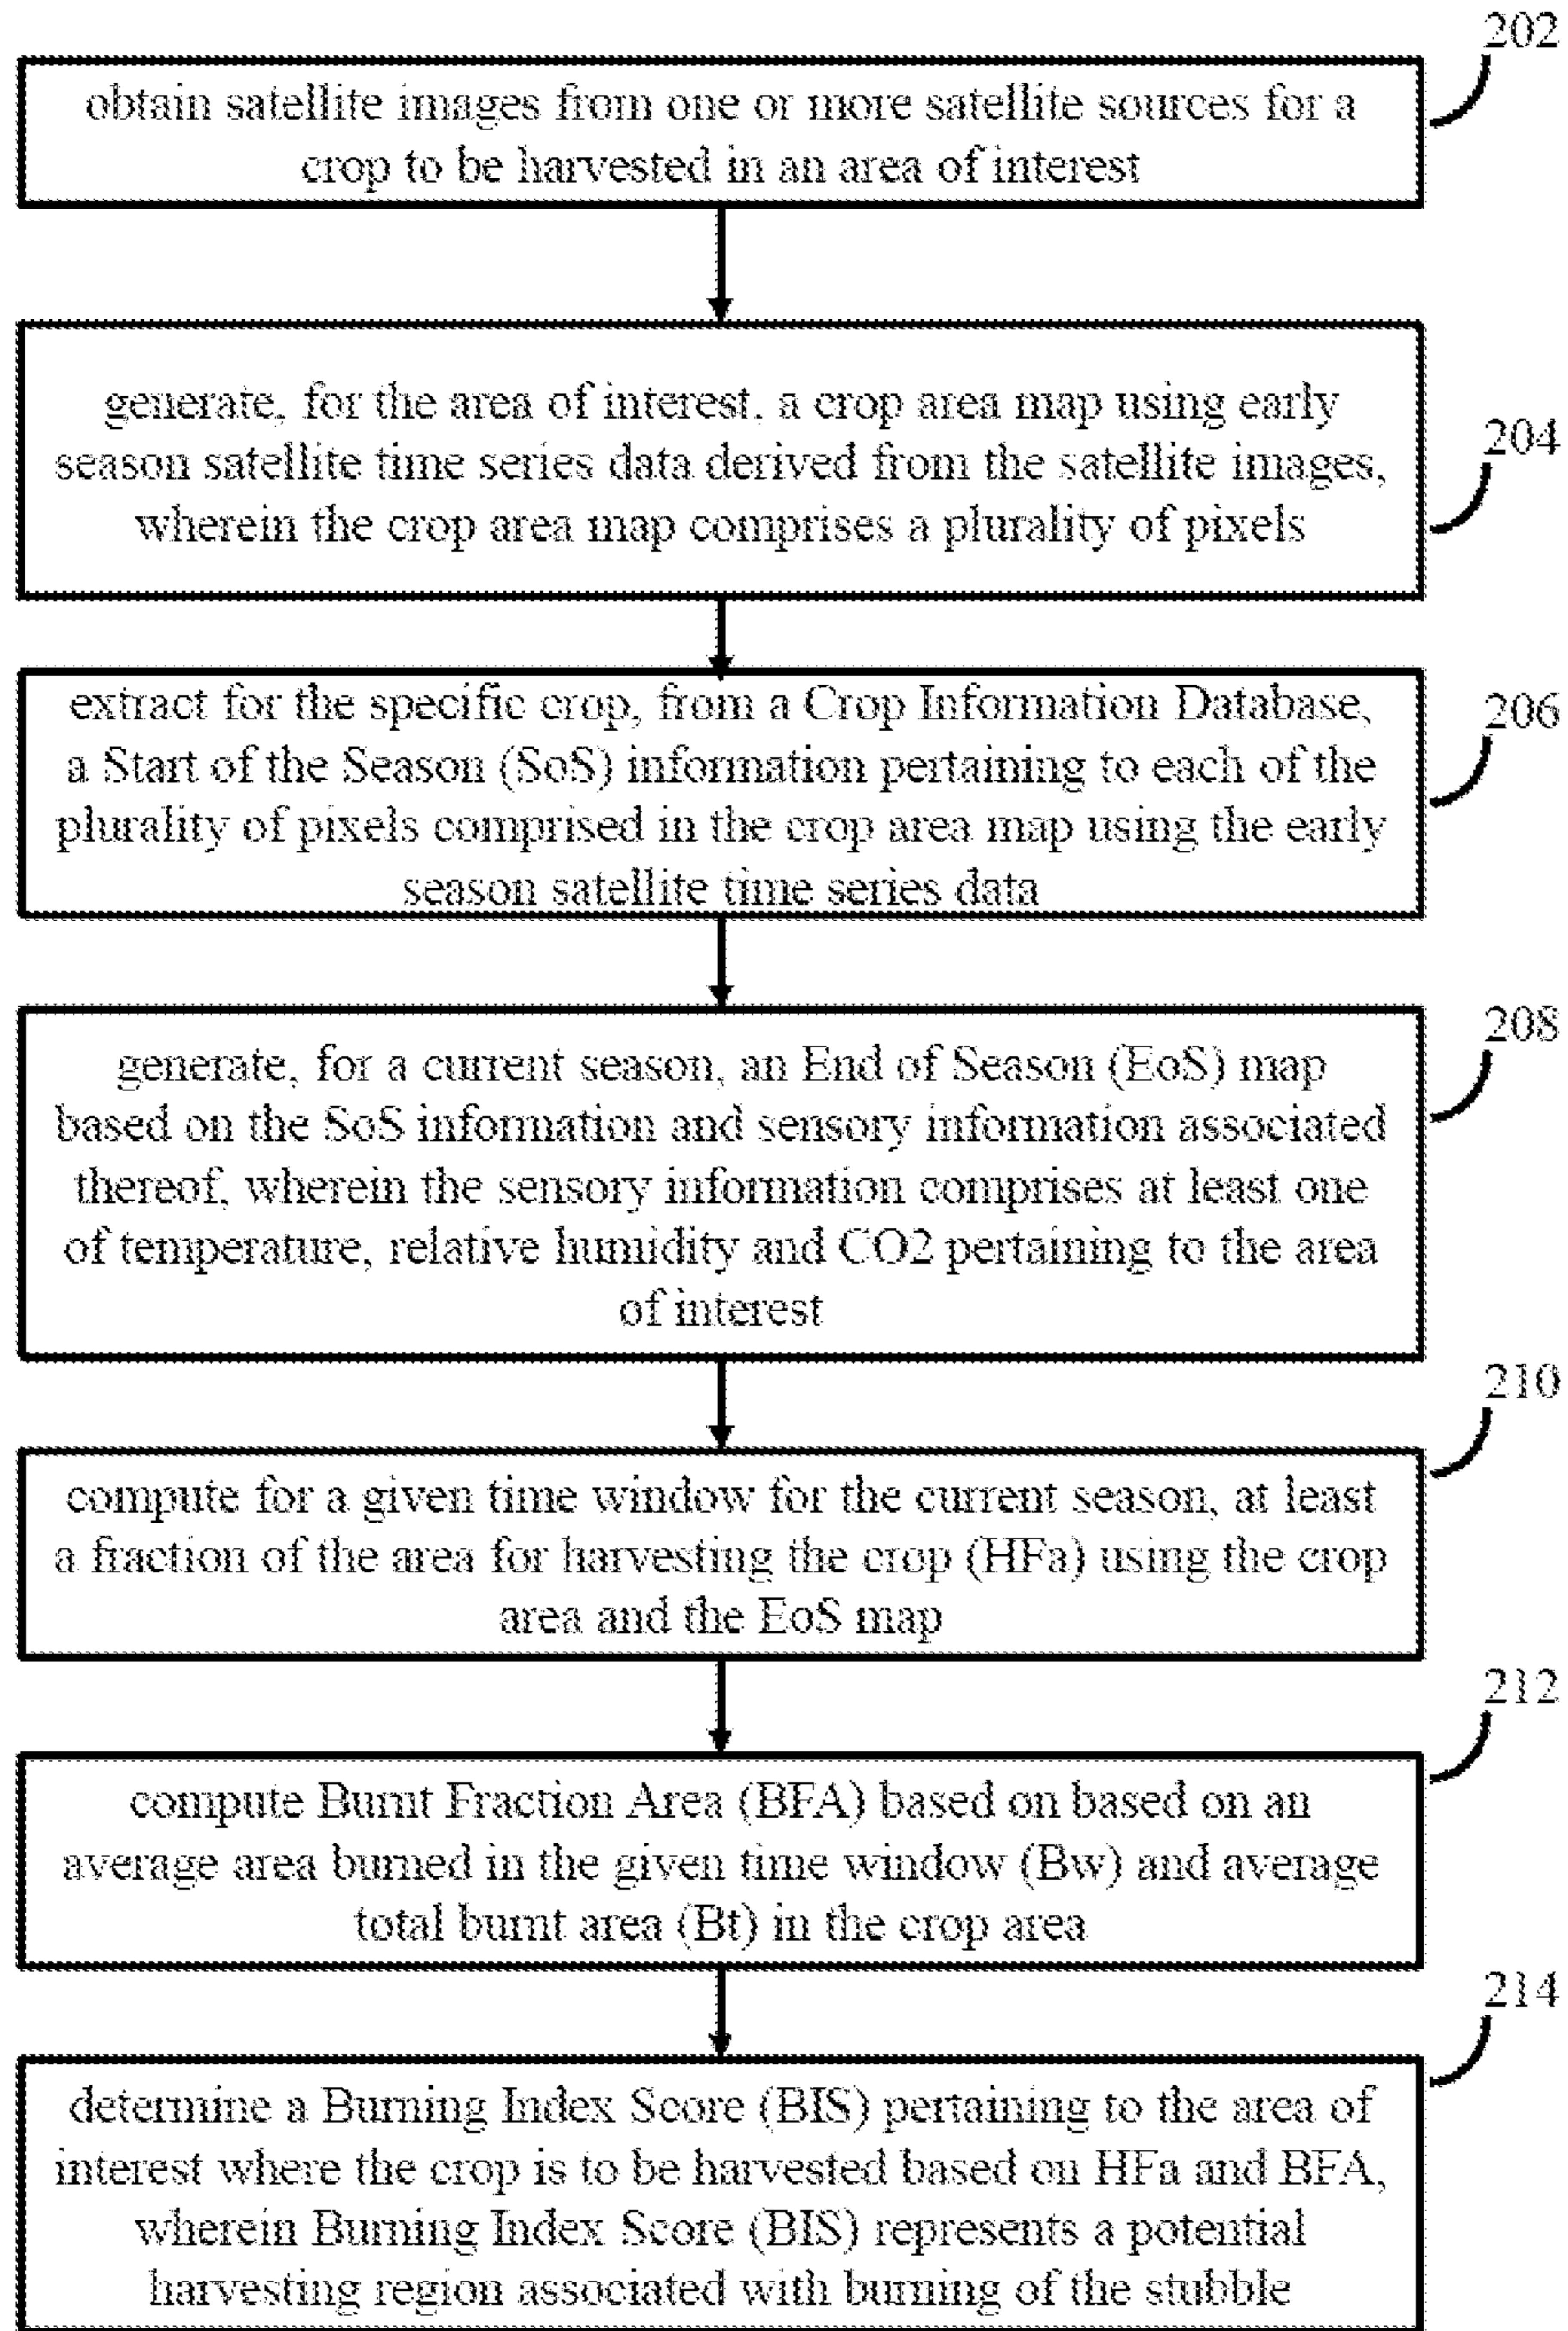 202
obtain satellite images from one or more satellite sources for a
crop to be harvested in an area of interest
generate, for the area of interest, a crop area map using early
season satellite time series data derived from the satellite images,
wherein the crop area map comprises a plurality of pixels
204
extract for the specific crop, from a Crop Information Database,
a Start of the Season (SoS) information pertaining to each of the
plurality of pixels comprised in the crop area map using the early
season satellite time series data
206
generate, for a current season, an End of Season (EoS) map
based on the SoS information and sensory information associated
thereof, wherein the sensory information comprises at least one
of temperature, relative humidity and CO2 pertaining to the area
of interest
208
compute for a given time window for the current season, at least
a fraction of the area for harvesting the crop (HFa) using the crop
area and the EoS map
210
compute Burnt Fraction Area (BFA) based on based on an
average area burned in the given time window (Bw) and average
total burnt area (Bt) in the crop area
212
determine a Burning Index Score (BIS) pertaining to the area of
interest where the crop is to be harvested based on HFa and BFA,
wherein Burning Index Score (BIS) represents a potential
harvesting region associated with burning of the stubble
214